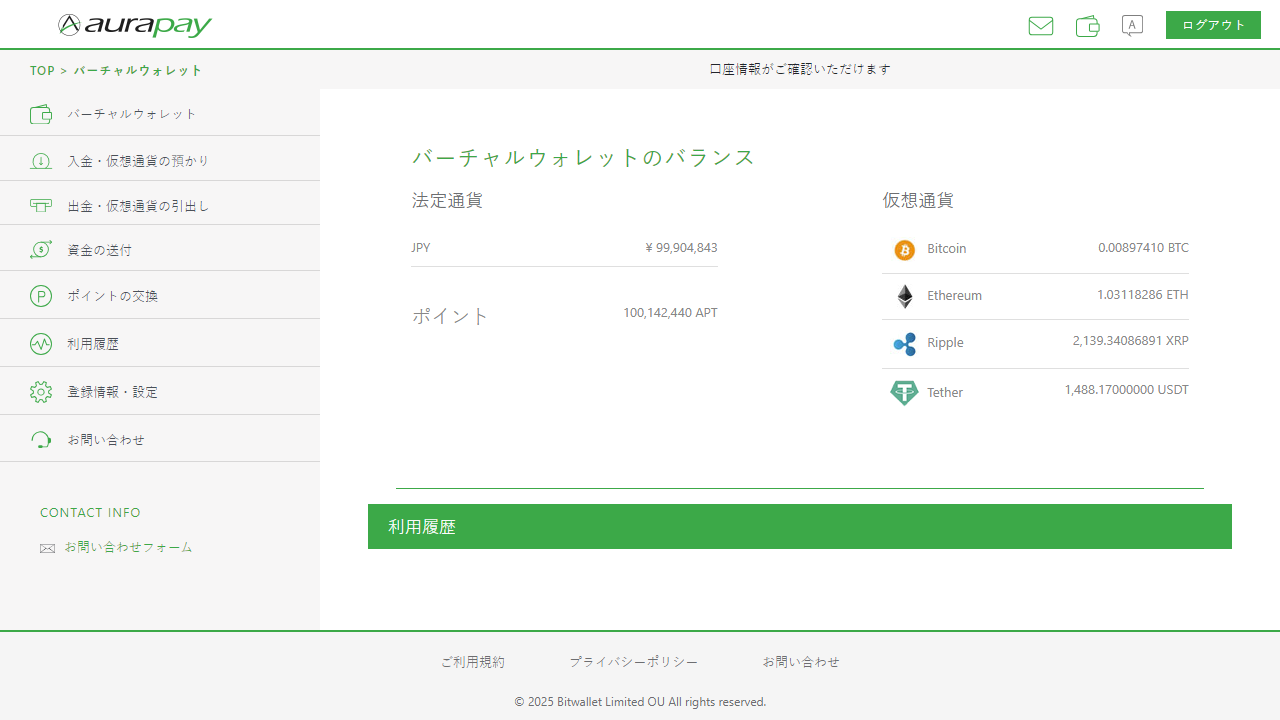 aurapay
A
ログアウト
TOP > バーチャルウォレット
口座情報がご確認いただけます
バーチャルウォレット
入金・仮想通貨の預かり
出金・仮想通貨の引出し
資金の送付
ポイントの交換
利用履歴
登録情報・設定
お問い合わせ
CONTACT INFO
お問い合わせフォーム
バーチャルウォレットのバランス
法定通貨
JPY ¥ 99,904,843
ポイント 100,142,440 APT
仮想通貨
Bitcoin 0.00897410 BTC
Ethereum 1.03118286 ETH
Ripple 2,139.34086891 XRP
Tether 1,488.17000000 USDT
利用履歴
ご利用規約 プライバシーポリシー お問い合わせ
© 2025 Bitwallet Limited OU All rights reserved.